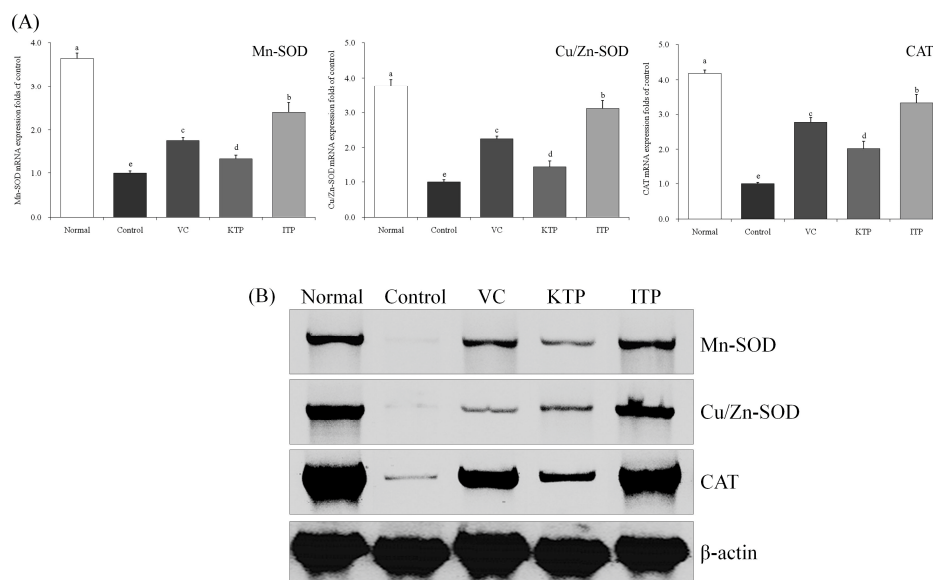 (A)
Mn-SOD
Mn-SOD mRNA expression folds of control
4.0
3.0
2.0
1.0
0.0
a
e
c
d
b
Normal Control VC KTP ITP
Cu/Zn-SOD
Cu/Zn-SOD mRNA expression folds of control
5.0
4.0
3.0
2.0
1.0
0.0
a
e
c
d
b
Normal Control VC KTP ITP
CAT
CAT mRNA expression folds of control
5.0
4.0
3.0
2.0
1.0
0.0
a
e
c
d
b
Normal Control VC KTP ITP
(B) Normal Control VC KTP ITP
Mn-SOD
Cu/Zn-SOD
CAT
β-actin